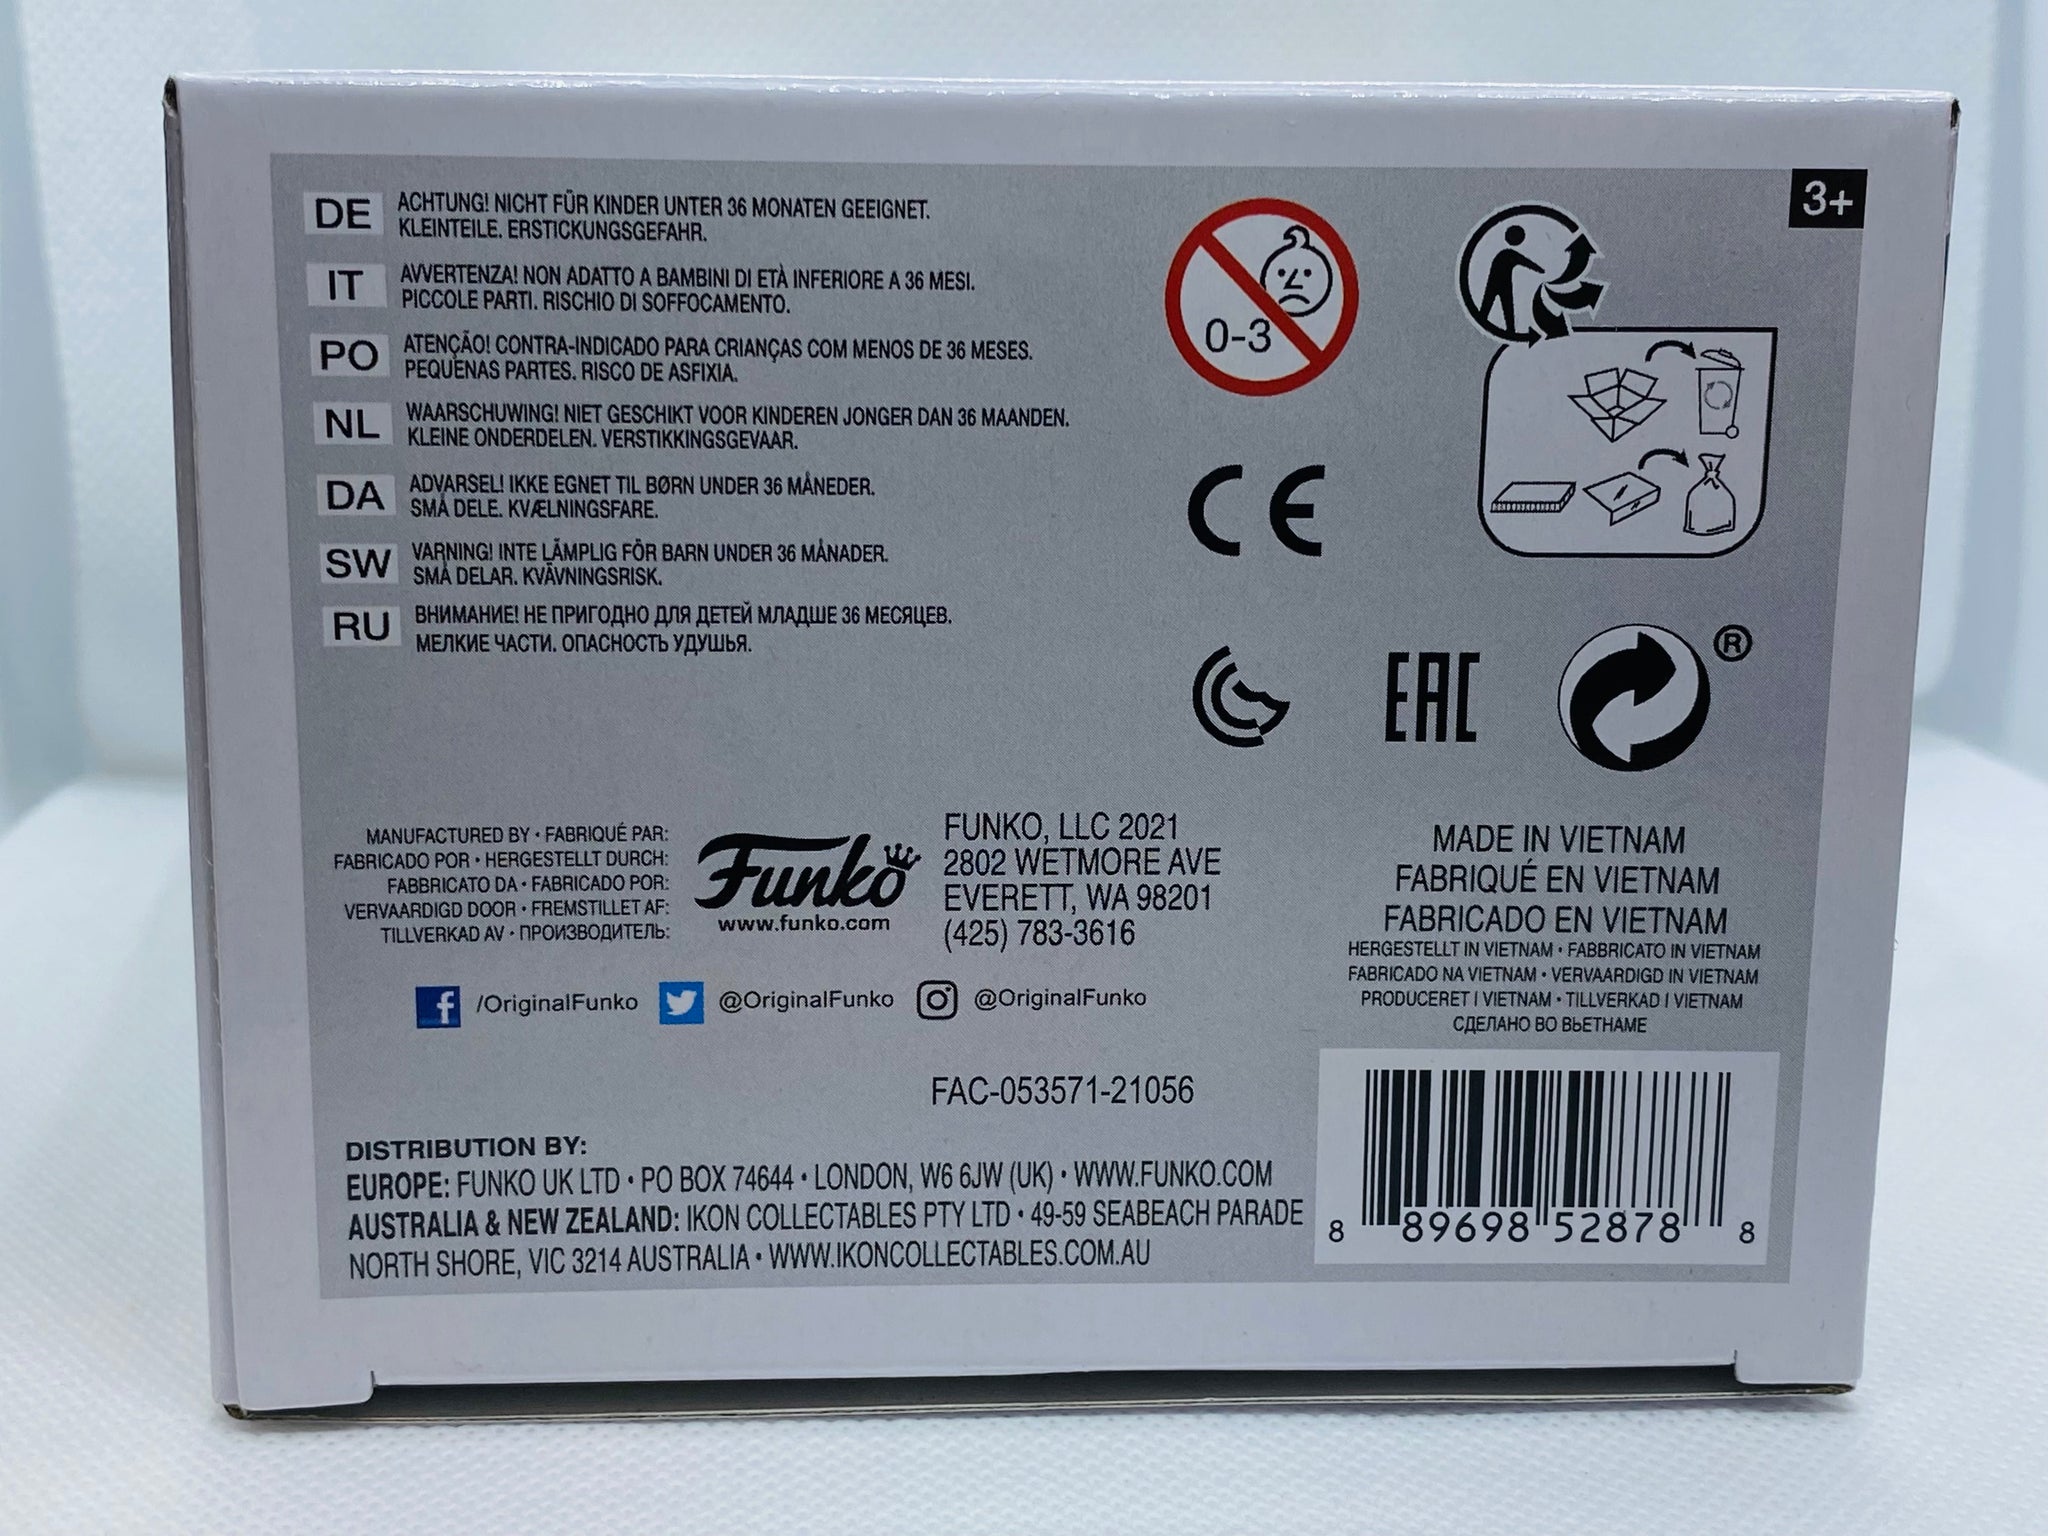 3+
DE ACHTUNG! NICHT FÜR KINDER UNTER 36 MONATEN GEEIGNET.
KLEINTEILE. ERSTICKUNGSGEFAHR.
IT AVVERTENZA! NON ADATTO A BAMBINI DI ETÀ INFERIORE A 36 MESI.
PICCOLE PARTI. RISCHIO DI SOFFOCAMENTO.
PO ATENÇÃO! CONTRA-INDICADO PARA CRIANÇAS COM MENOS DE 36 MESES.
PEQUENAS PARTES. RISCO DE ASFIXIA.
NL WAARSCHUWING! NIET GESCHIKT VOOR KINDEREN JONGER DAN 36 MAANDEN.
KLEINE ONDERDELEN. VERSTIKKINGSGEVAAR.
DA ADVARSEL! IKKE EGNET TIL BØRN UNDER 36 MÅNEDER.
SMÅ DELE. KVÆLNINGSFARE.
SW VARNING! INTE LÄMPLIG FÖR BARN UNDER 36 MÅNADER.
SMÅ DELAR. KVÄVNINGSRISK.
RU ВНИМАНИЕ! НЕ ПРИГОДНО ДЛЯ ДЕТЕЙ МЛАДШЕ 36 МЕСЯЦЕВ.
МЕЛКИЕ ЧАСТИ. ОПАСНОСТЬ УДУШЬЯ.
0-3
CE
EAC
®
MANUFACTURED BY • FABRIQUÉ PAR:
FABRICADO POR • HERGESTELLT DURCH:
FABBRICATO DA • FABRICADO POR:
VERVAARDIGD DOOR • FREMSTILLET AF:
TILLVERKAD AV • ПРОИЗВОДИТЕЛЬ:
Funko
www.funko.com
FUNKO, LLC 2021
2802 WETMORE AVE
EVERETT, WA 98201
(425) 783-3616
MADE IN VIETNAM
FABRIQUÉ EN VIETNAM
FABRICADO EN VIETNAM
HERGESTELLT IN VIETNAM • FABBRICATO IN VIETNAM
FABRICADO NA VIETNAM • VERVAARDIGD IN VIETNAM
PRODUCERET I VIETNAM • TILLVERKAD I VIETNAM
СДЕЛАНО ВО ВЬЕТНАМЕ
f /OriginalFunko @OriginalFunko @OriginalFunko
FAC-053571-21056
DISTRIBUTION BY:
EUROPE: FUNKO UK LTD • PO BOX 74644 • LONDON, W6 6JW (UK) • WWW.FUNKO.COM
AUSTRALIA & NEW ZEALAND: IKON COLLECTABLES PTY LTD • 49-59 SEABEACH PARADE
NORTH SHORE, VIC 3214 AUSTRALIA • WWW.IKONCOLLECTABLES.COM.AU
8 89698 52878 8